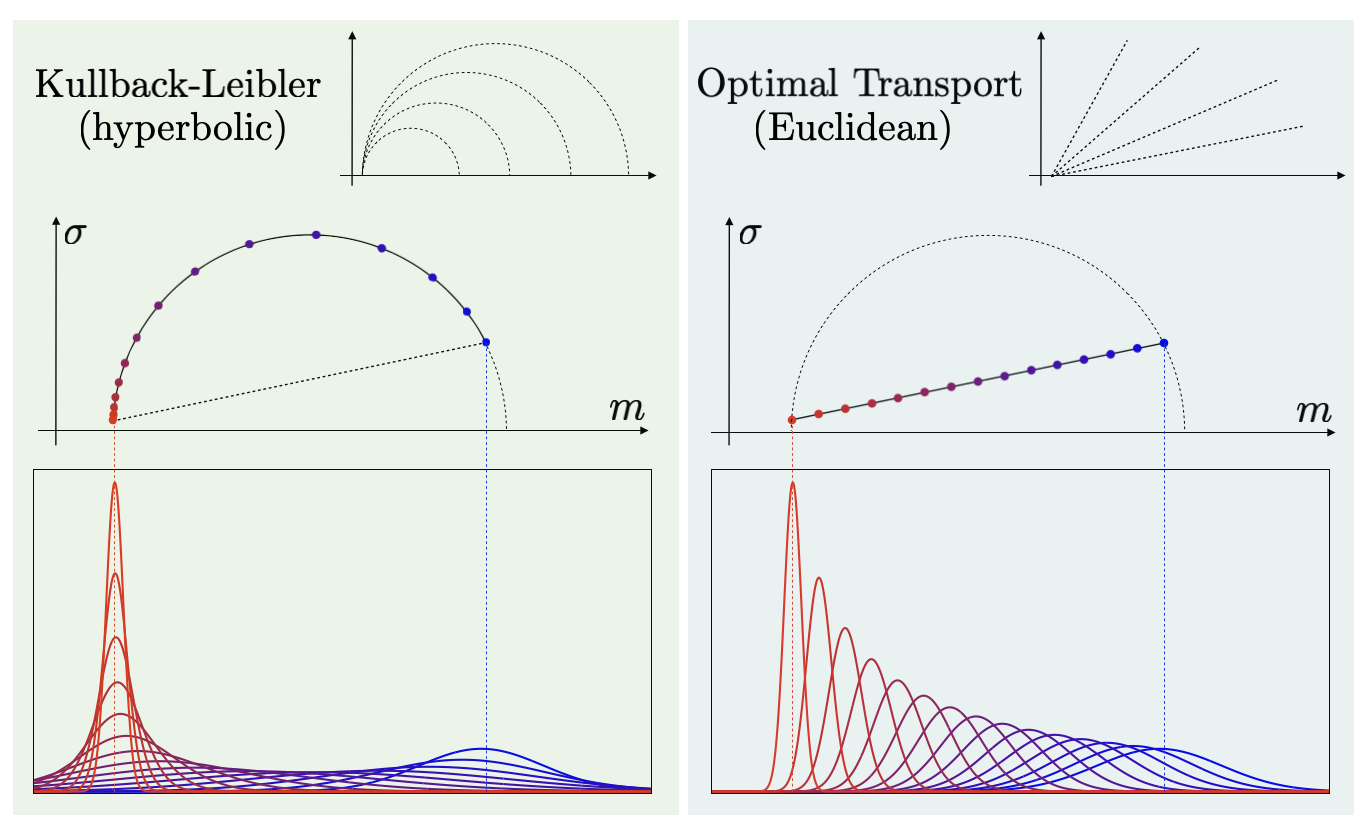 Kullback-Leibler
(hyperbolic)
σ
m
Optimal Transport
(Euclidean)
σ
m